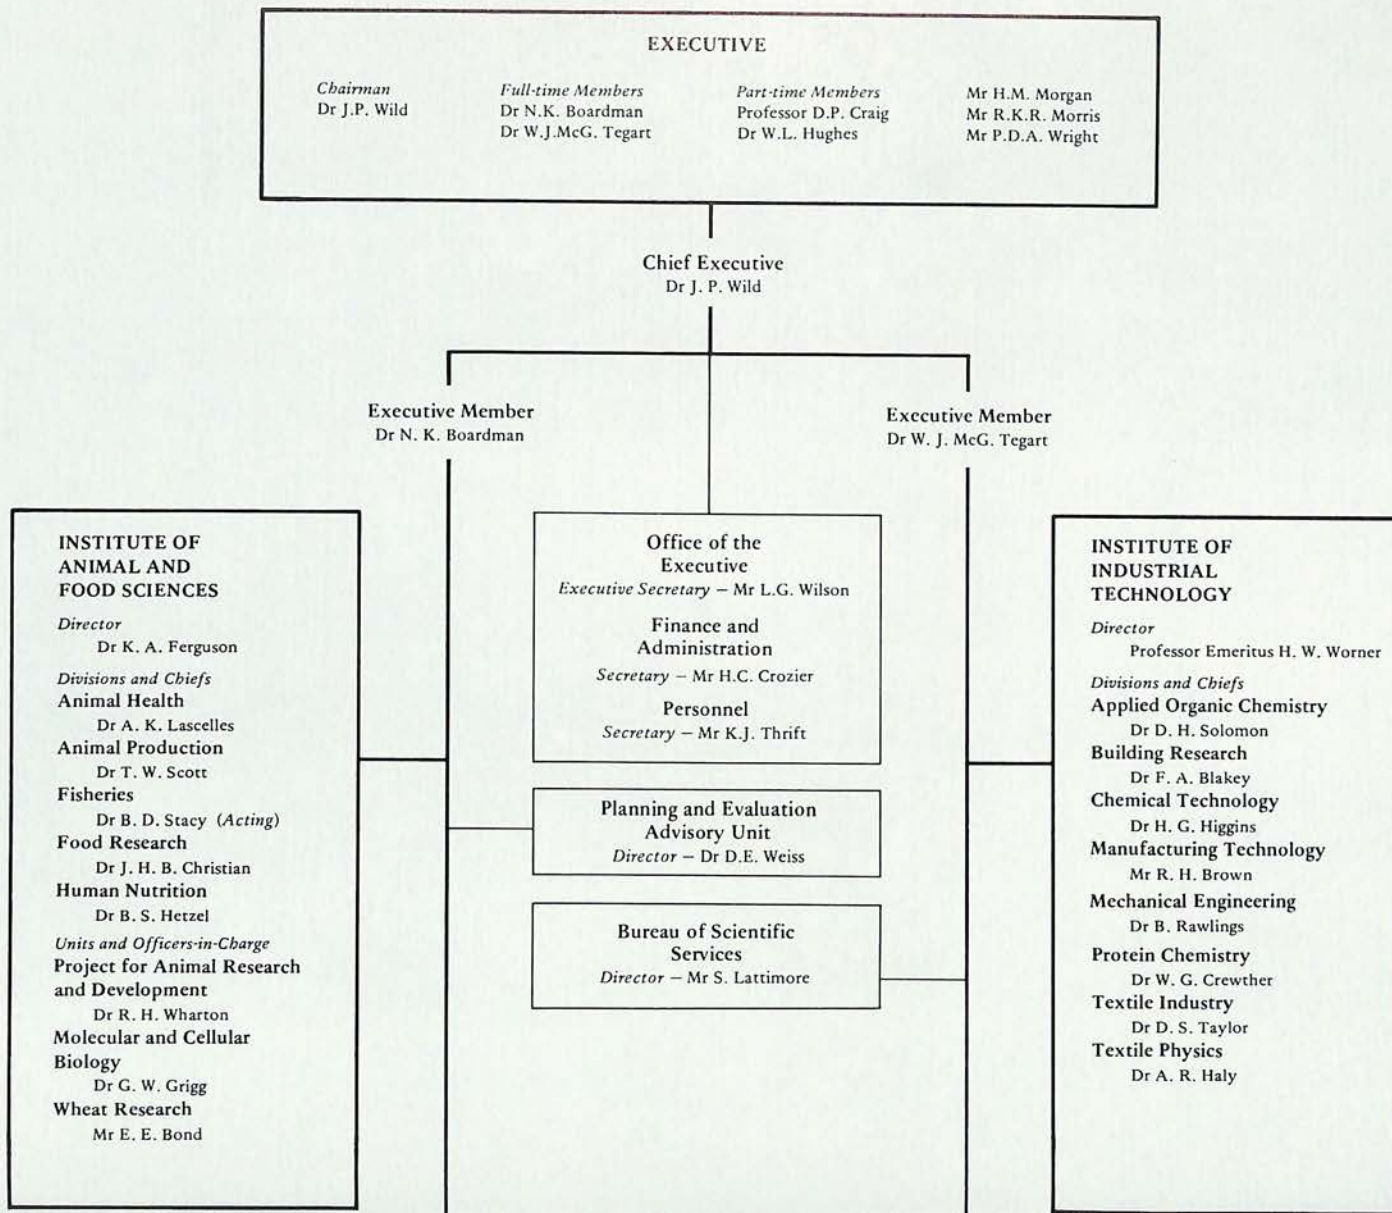 EXECUTIVE
Chairman
Dr J.P. Wild
Full-time Members
Dr N.K. Boardman
Dr W.J.McG. Tegart
Part-time Members
Professor D.P. Craig
Dr W.L. Hughes
Mr H.M. Morgan
Mr R.K.R. Morris
Mr P.D.A. Wright
Chief Executive
Dr J. P. Wild
Executive Member
Dr N. K. Boardman
Executive Member
Dr W. J. McG. Tegart
INSTITUTE OF
ANIMAL AND
FOOD SCIENCES
Director
Dr K. A. Ferguson
Divisions and Chiefs
Animal Health
Dr A. K. Lascelles
Animal Production
Dr T. W. Scott
Fisheries
Dr B. D. Stacy (Acting)
Food Research
Dr J. H. B. Christian
Human Nutrition
Dr B. S. Hetzel
Units and Officers-in-Charge
Project for Animal Research
and Development
Dr R. H. Wharton
Molecular and Cellular
Biology
Dr G. W. Grigg
Wheat Research
Mr E. E. Bond
Office of the
Executive
Executive Secretary – Mr L.G. Wilson
Finance and
Administration
Secretary – Mr H.C. Crozier
Personnel
Secretary – Mr K.J. Thrift
Planning and Evaluation
Advisory Unit
Director – Dr D.E. Weiss
Bureau of Scientific
Services
Director – Mr S. Lattimore
INSTITUTE OF
INDUSTRIAL
TECHNOLOGY
Director
Professor Emeritus H. W. Worner
Divisions and Chiefs
Applied Organic Chemistry
Dr D. H. Solomon
Building Research
Dr F. A. Blakey
Chemical Technology
Dr H. G. Higgins
Manufacturing Technology
Mr R. H. Brown
Mechanical Engineering
Dr B. Rawlings
Protein Chemistry
Dr W. G. Crewther
Textile Industry
Dr D. S. Taylor
Textile Physics
Dr A. R. Haly